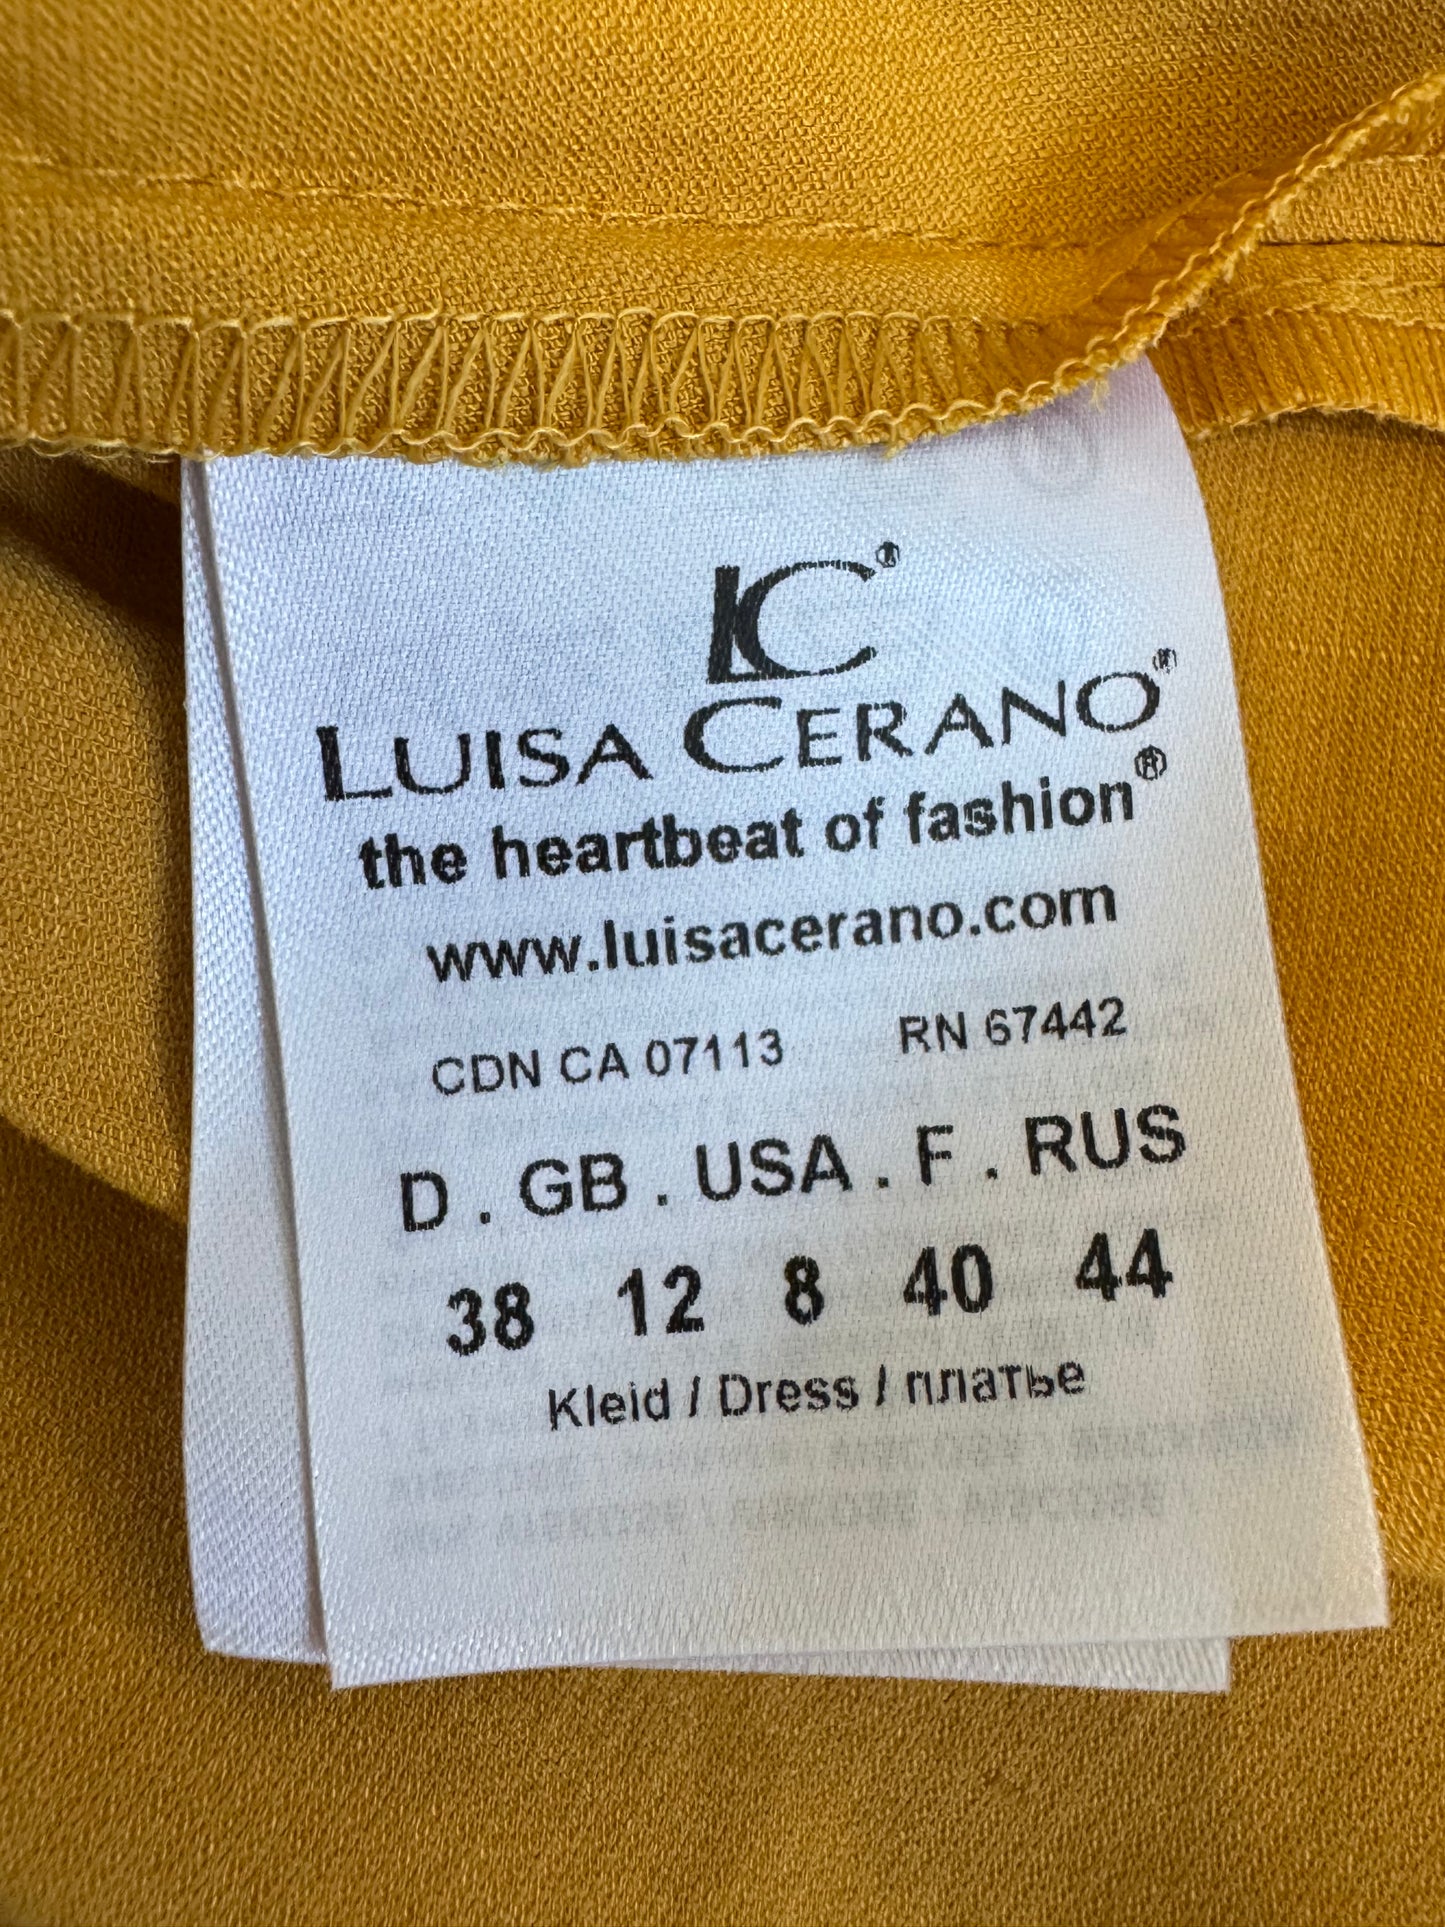 LC®
LUISA CERANO®
the heartbeat of fashion®
www.luisacerano.com
CDN CA 07113 RN 67442
D . GB . USA . F . RUS
38 12 8 40 44
Kleid / Dress / платье